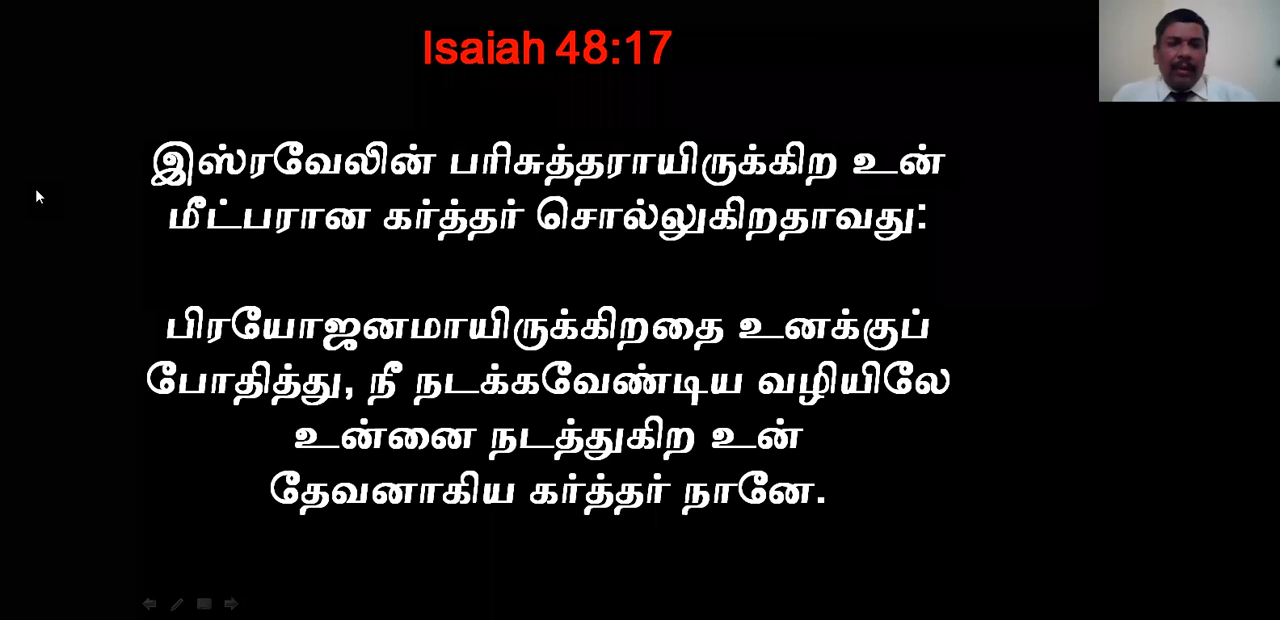 Isaiah 48:17
இஸ்ரவேலின் பரிசுத்தராயிருக்கிற உன்
மீட்பரான கர்த்தர் சொல்லுகிறதாவது:
பிரயோஜனமாயிருக்கிறதை உனக்குப்
போதித்து, நீ நடக்கவேண்டிய வழியிலே
உன்னை நடத்துகிற உன்
தேவனாகிய கர்த்தர் நானே.